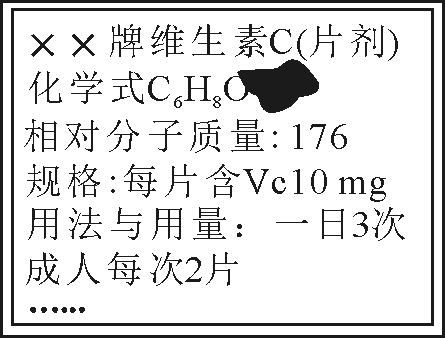 ××牌维生素C(片剂)
化学式C₆H₈O
相对分子质量:176
规格:每片含Vc10 mg
用法与用量：一日3次
成人每次2片
……